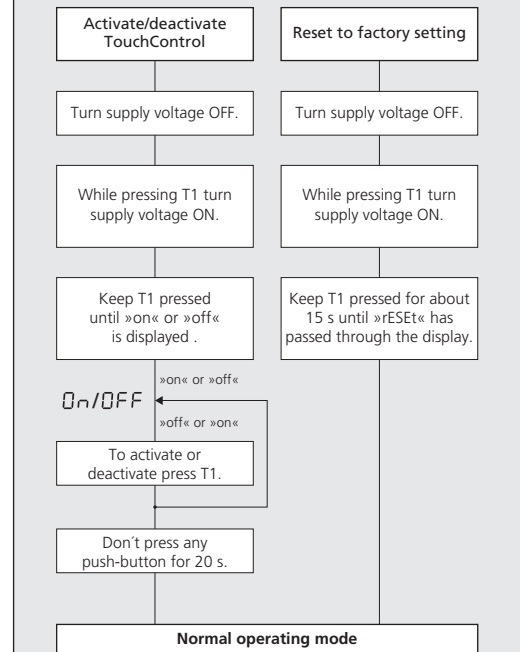 Activate/deactivate
TouchControl
Turn supply voltage OFF.
While pressing T1 turn
supply voltage ON.
Keep T1 pressed
until »on« or »off«
is displayed .
»on« or »off«
On/OFF
»off« or »on«
To activate or
deactivate press T1.
Don´t press any
push-button for 20 s.
Reset to factory setting
Turn supply voltage OFF.
While pressing T1 turn
supply voltage ON.
Keep T1 pressed for about
15 s until »rESEt« has
passed through the display.
Normal operating mode